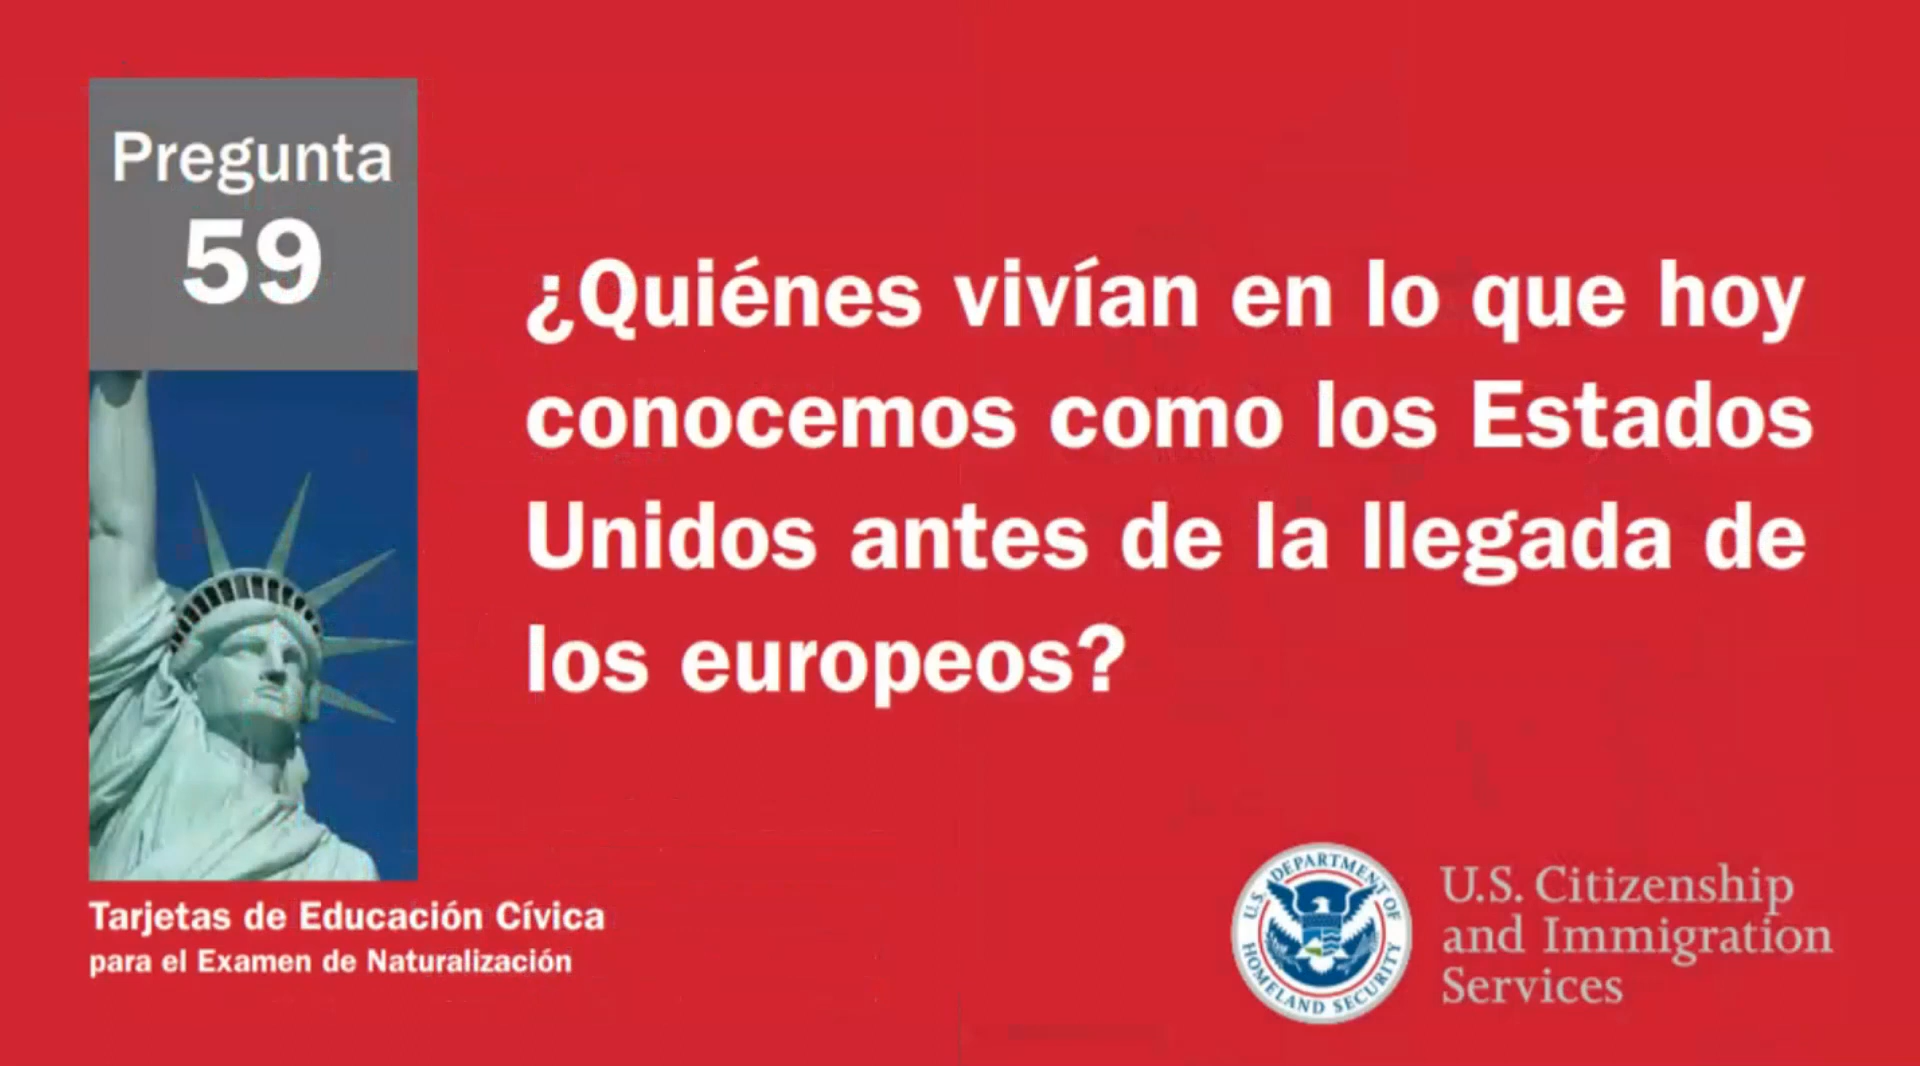 Pregunta
59
¿Quiénes vivían en lo que hoy
conocemos como los Estados
Unidos antes de la llegada de
los europeos?
Tarjetas de Educación Cívica
para el Examen de Naturalización
U.S. DEPARTMENT OF
HOMELAND SECURITY
U.S. Citizenship
and Immigration
Services